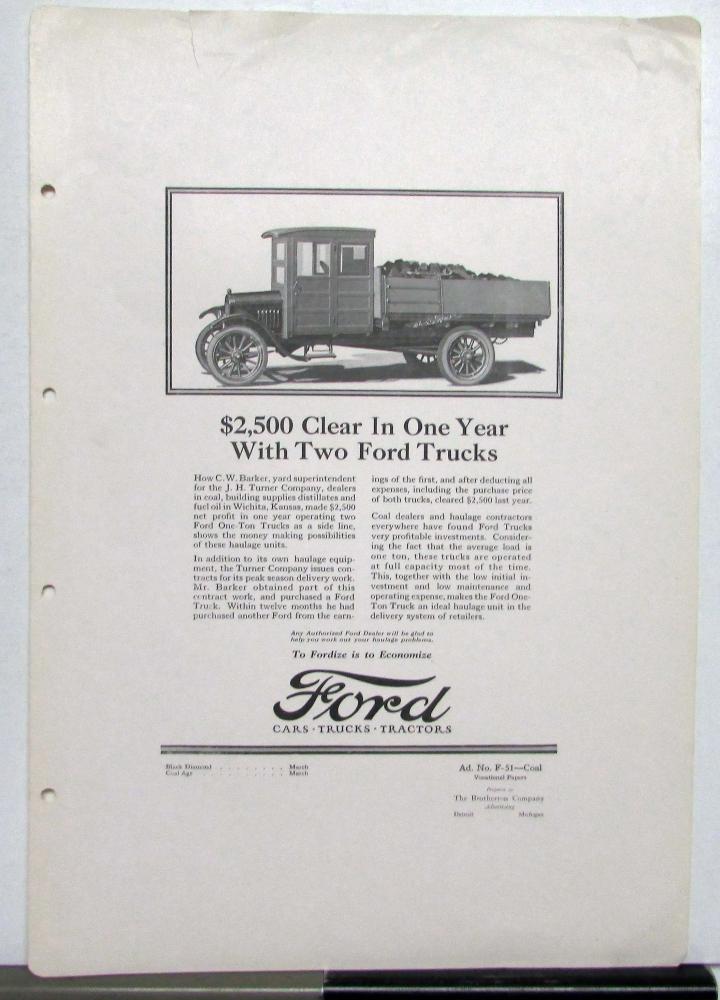 $2,500 Clear In One Year
With Two Ford Trucks
How C. W. Barker, yard superintendent
for the J. H. Turner Company, dealers
in coal, building supplies distillates and
fuel oil in Wichita, Kansas, made $2,500
net profit in one year operating two
Ford One-Ton Trucks as a side line,
shows the money making possibilities
of these haulage units.
In addition to its own haulage equip-
ment, the Turner Company issues con-
tracts for its peak season delivery work.
Mr. Barker obtained part of this
contract work, and purchased a Ford
Truck. Within twelve months he had
purchased another Ford from the earn-
ings of the first, and after deducting all
expenses, including the purchase price
of both trucks, cleared $2,500 last year.
Coal dealers and haulage contractors
everywhere have found Ford Trucks
very profitable investments. Consider-
ing the fact that the average load is
one ton, these trucks are operated
at full capacity most of the time.
This, together with the low initial in-
vestment and low maintenance and
operating expense, makes the Ford One-
Ton Truck an ideal haulage unit in the
delivery system of retailers.
Any Authorized Ford Dealer will be glad to
help you work out your haulage problems.
To Fordize is to Economize
Ford
CARS · TRUCKS · TRACTORS
Black Diamond . . . . . . . . March
Coal Age . . . . . . . . . . March
Ad. No. F-51—Coal
Vocational Papers
Prepared by
The Brotherton Company
Advertising
Detroit Michigan